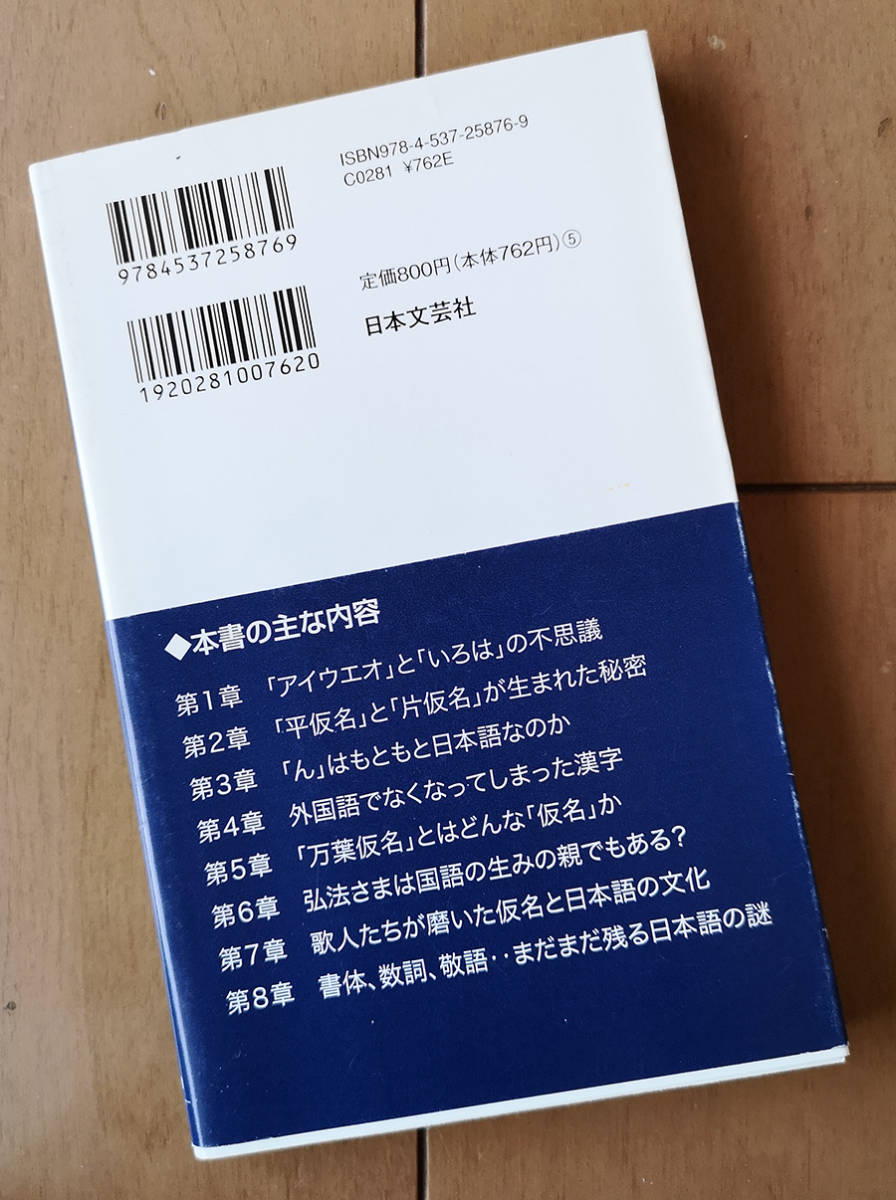 ISBN978-4-537-25876-9
C0281 ¥762E
9784537258769
定価800円(本体762円)⑤
日本文芸社
1920281007620
◆本書の主な内容
第1章 「アイウエオ」と「いろは」の不思議
第2章 「平仮名」と「片仮名」が生まれた秘密
第3章 「ん」はもともと日本語なのか
第4章 外国語でなくなってしまった漢字
第5章 「万葉仮名」とはどんな「仮名」か
第6章 弘法さまは国語の生みの親でもある?
第7章 歌人たちが磨いた仮名と日本語の文化
第8章 書体、数詞、敬語‥まだまだ残る日本語の謎